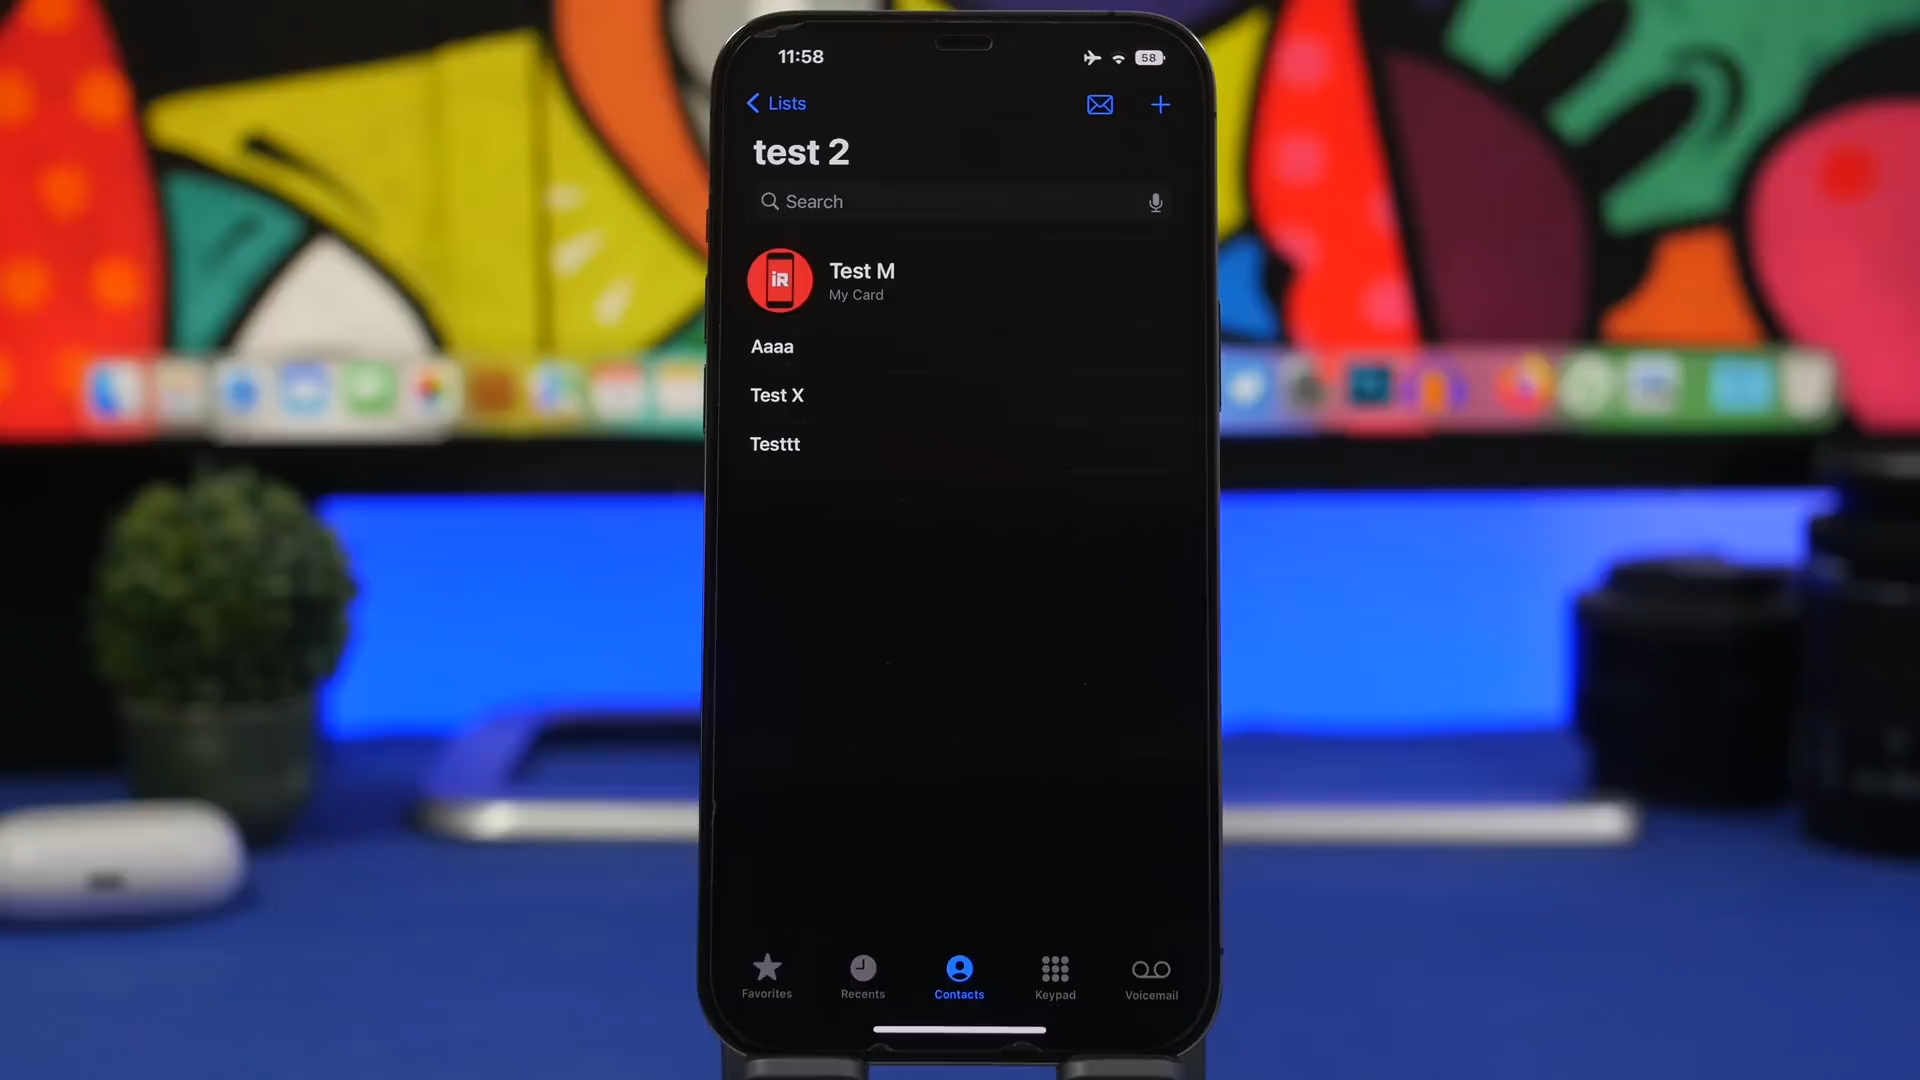 11:58
58
Lists
test 2
Search
iR
Test M
My Card
Aaaa
Test X
Testtt
Favorites
Recents
Contacts
Keypad
Voicemail